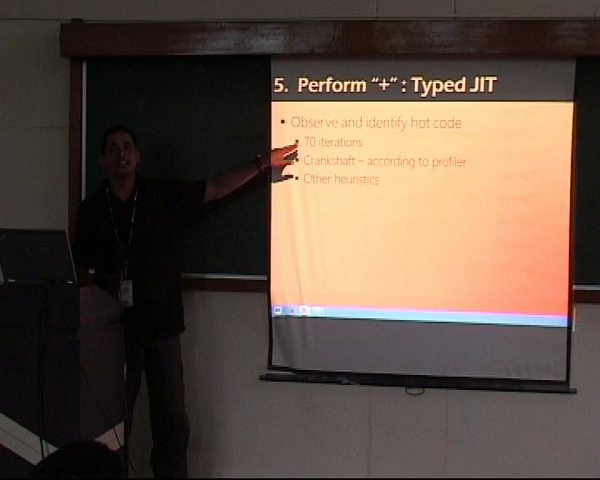 5. Perform "+" : Typed JIT
Observe and identify hot code
70 iterations
Crankshaft – according to profiler
Other heuristics